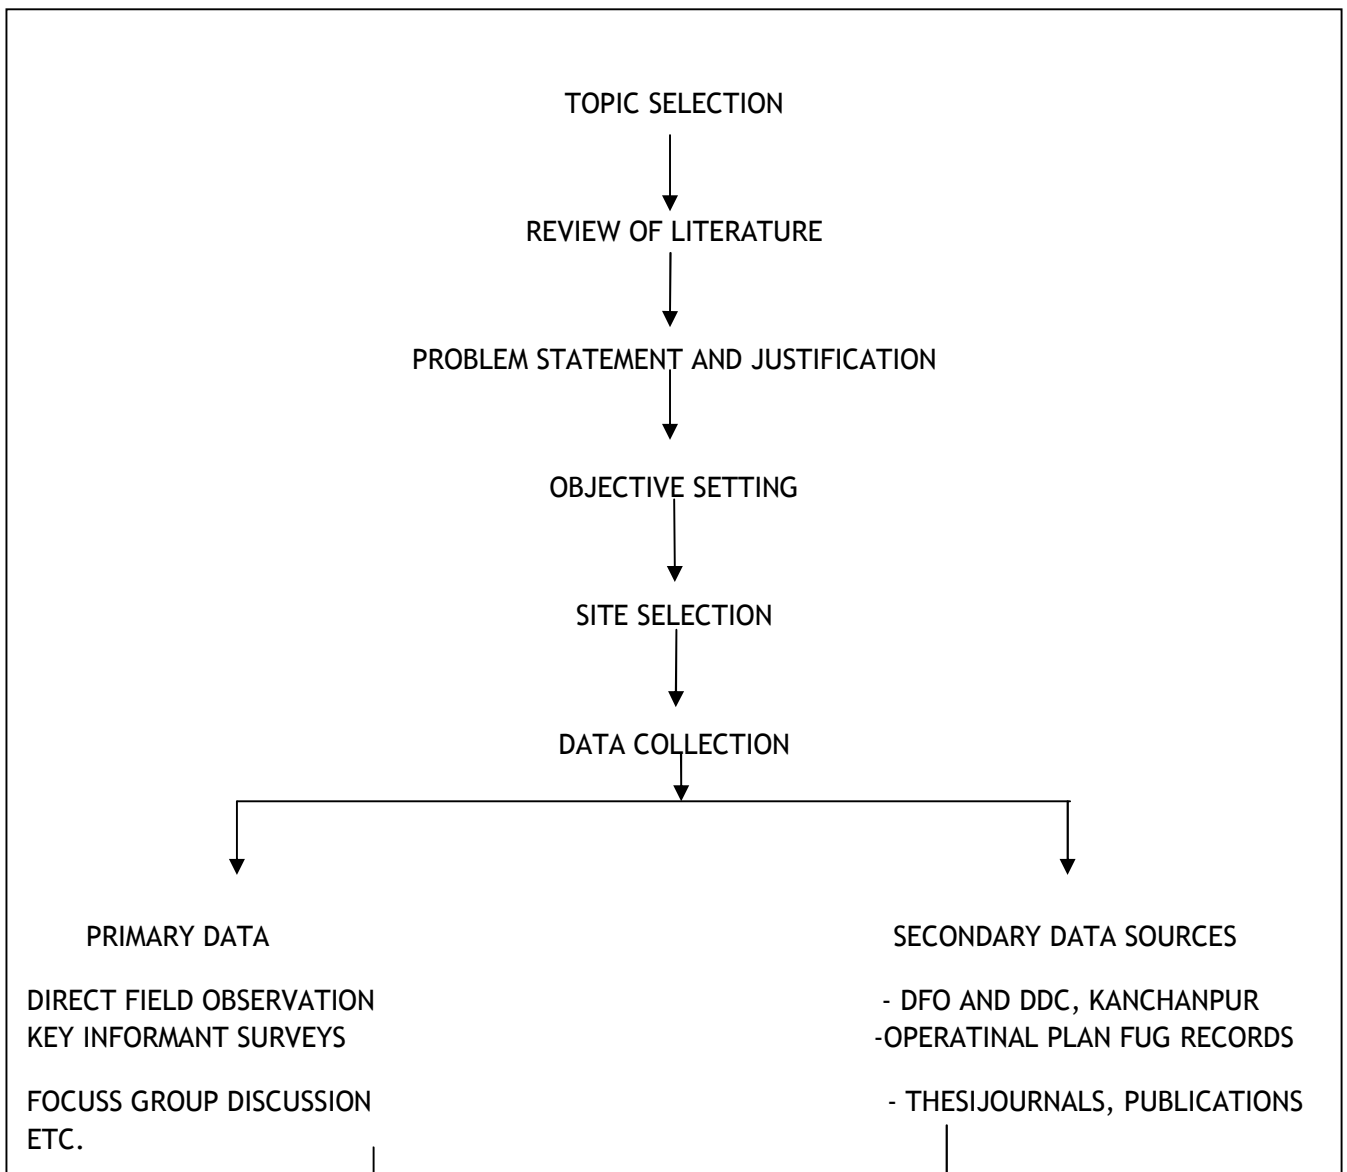 TOPIC SELECTION
REVIEW OF LITERATURE
PROBLEM STATEMENT AND JUSTIFICATION
OBJECTIVE SETTING
SITE SELECTION
DATA COLLECTION
PRIMARY DATA
DIRECT FIELD OBSERVATION
KEY INFORMANT SURVEYS
FOCUSS GROUP DISCUSSION
ETC.
SECONDARY DATA SOURCES
- DFO AND DDC, KANCHANPUR
-OPERATINAL PLAN FUG RECORDS
- THESIJOURNALS, PUBLICATIONS